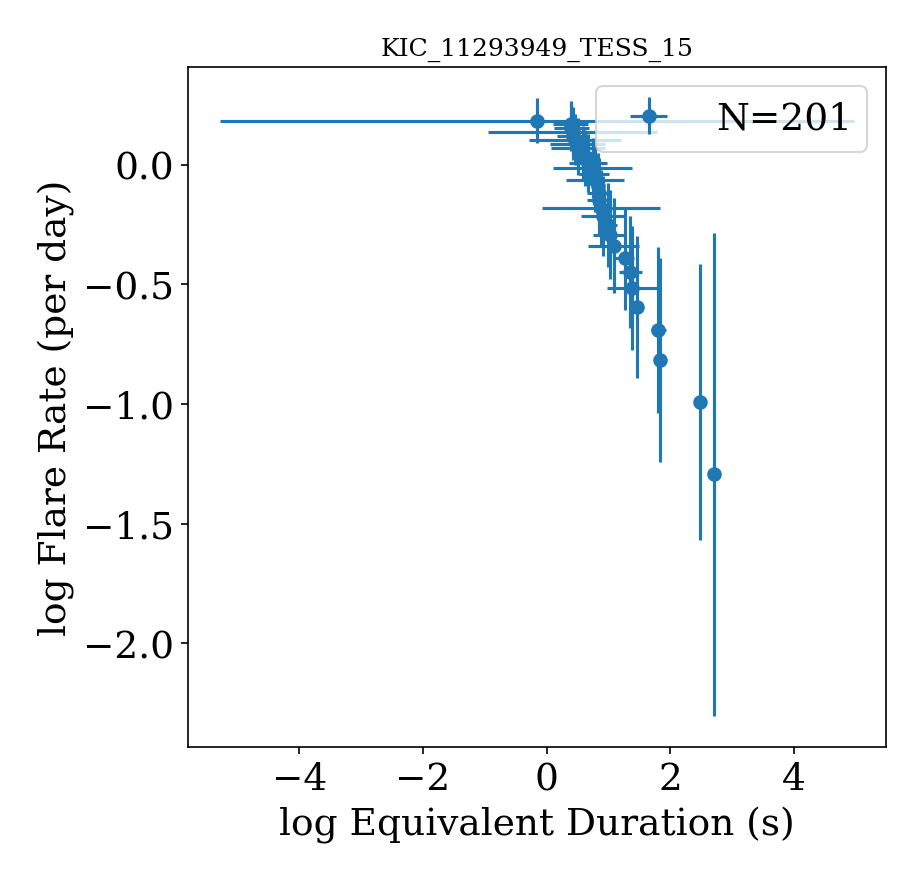 KIC_11293949_TESS_15
N=201
log Flare Rate (per day)
0.0
−0.5
−1.0
−1.5
−2.0
−4 −2 0 2 4
log Equivalent Duration (s)